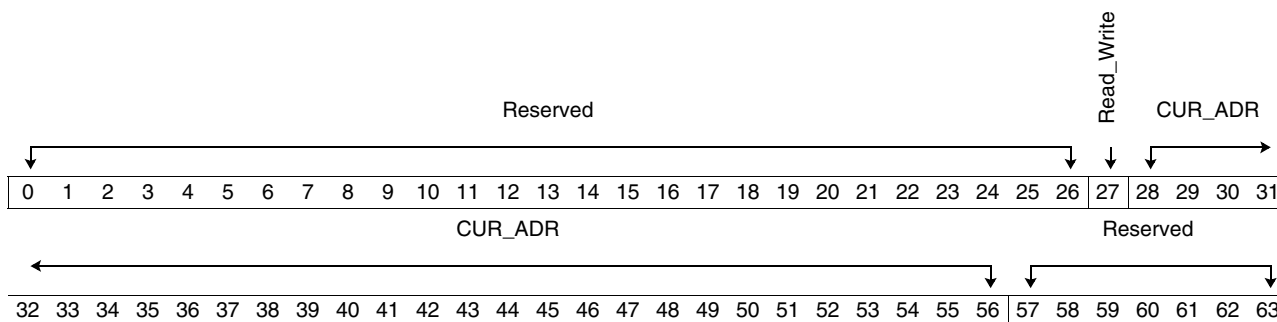 Read_Write
Reserved CUR_ADR
0 1 2 3 4 5 6 7 8 9 10 11 12 13 14 15 16 17 18 19 20 21 22 23 24 25 26 27 28 29 30 31
CUR_ADR Reserved
32 33 34 35 36 37 38 39 40 41 42 43 44 45 46 47 48 49 50 51 52 53 54 55 56 57 58 59 60 61 62 63